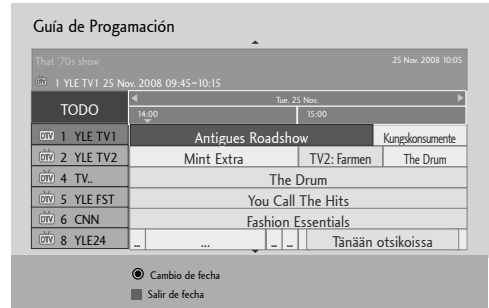 Guía de Progamación
That '70s show
25 Nov. 2008 10:05
DTV 1 YLE TV1 25 Nov. 2008 09:45~10:15
TODO
Tue. 25 Nov.
14:00 15:00
DTV 1 YLE TV1 Antigues Roadshow Kungskonsumente
DTV 2 YLE TV2 Mint Extra TV2: Farmen The Drum
DTV 4 TV.. The Drum
DTV 5 YLE FST You Call The Hits
DTV 6 CNN Fashion Essentials
DTV 8 YLE24 ... ... ... ... Tänään otsikoissa
Cambio de fecha
Salir de fecha